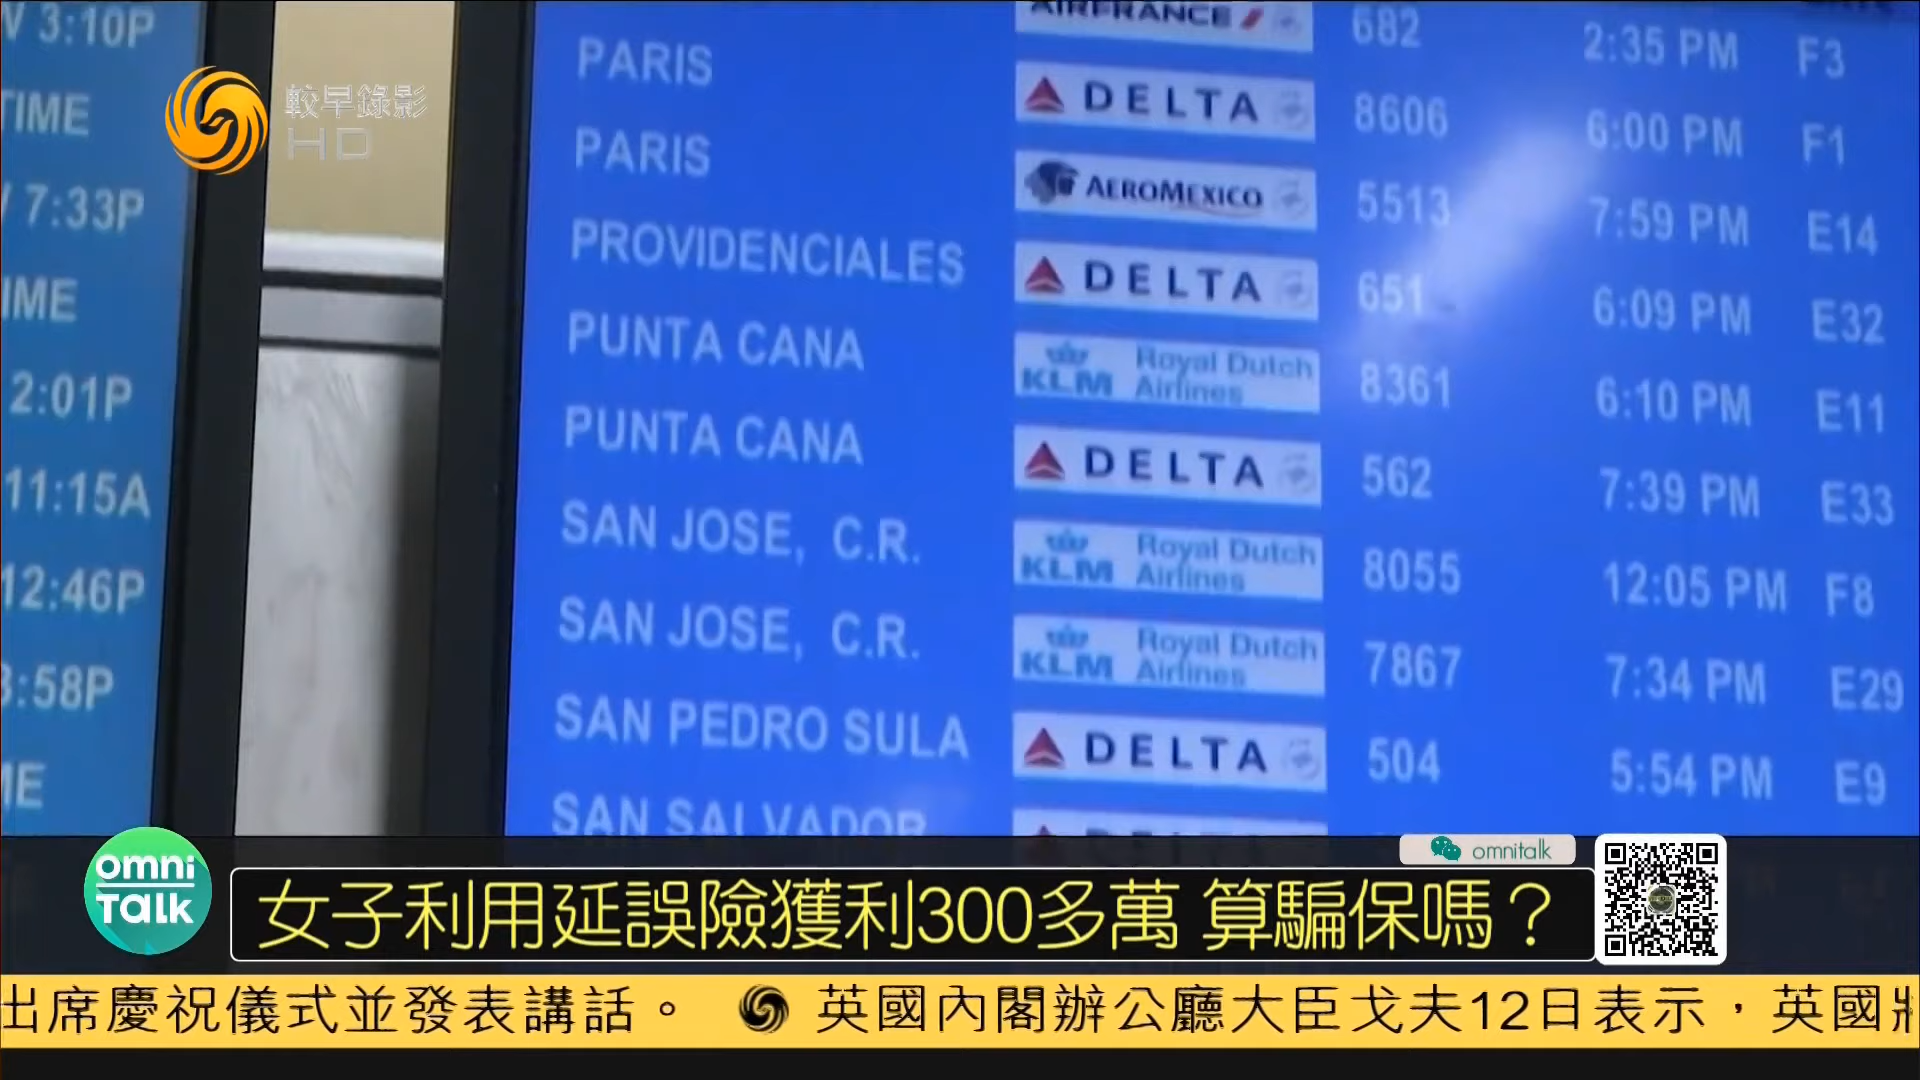 V 3:10P
TIME
7:33P
IME
2:01P
11:15A
12:46P
3:58P
IE
較早錄影
HD
AIRFRANCE 682 2:35 PM F3
PARIS DELTA 8606 6:00 PM F1
PARIS AEROMEXICO 5513 7:59 PM E14
PROVIDENCIALES DELTA 651 6:09 PM E32
PUNTA CANA KLM Royal Dutch Airlines 8361 6:10 PM E11
PUNTA CANA DELTA 562 7:39 PM E33
SAN JOSE, C.R. KLM Royal Dutch Airlines 8055 12:05 PM F8
SAN JOSE, C.R. KLM Royal Dutch Airlines 7867 7:34 PM E29
SAN PEDRO SULA DELTA 504 5:54 PM E9
SAN SALVADOR DELTA
omnitalk
omni Talk
女子利用延誤險獲利300多萬 算騙保嗎？
出席慶祝儀式並發表講話。 英國內閣辦公廳大臣戈夫12日表示，英國將